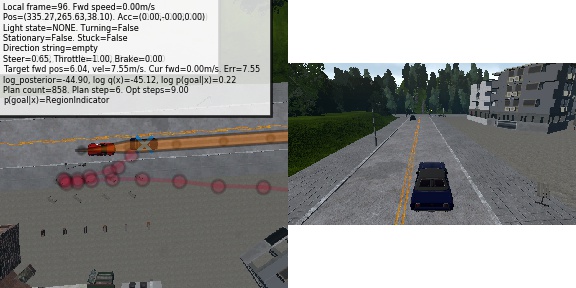 Local frame=96. Fwd speed=0.00m/s
Pos=(335.27,265.63,38.10). Acc=(0.00,-0.00,0.00)
Light state=NONE. Turning=False
Stationary=False. Stuck=False
Direction string=empty
Steer=0.65, Throttle=1.00, Brake=0.00
Target fwd pos=6.04, vel=7.55m/s. Cur fwd=0.00m/s. Err=7.55
log_posterior=-44.90, log q(x)=-45.12, log p(goal|x)=0.22
Plan count=858. Plan step=6. Opt steps=9.00
p(goal|x)=RegionIndicator